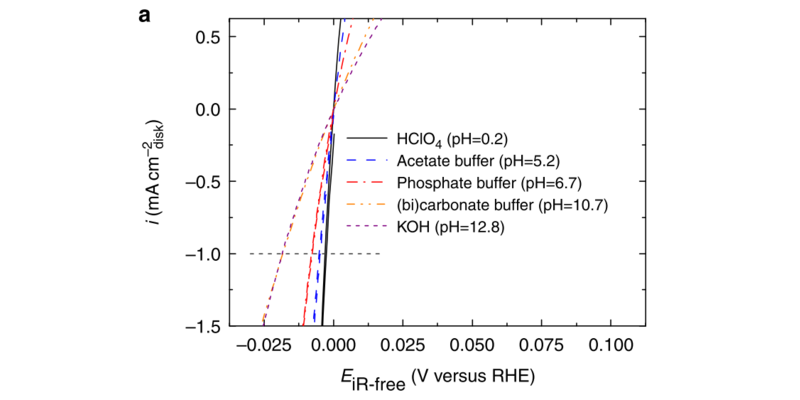 a
0.5
0.0
−0.5
−1.0
−1.5
i (mA cm−2disk)
HClO4 (pH=0.2)
Acetate buffer (pH=5.2)
Phosphate buffer (pH=6.7)
(bi)carbonate buffer (pH=10.7)
KOH (pH=12.8)
−0.025 0.000 0.025 0.050 0.075 0.100
EiR-free (V versus RHE)